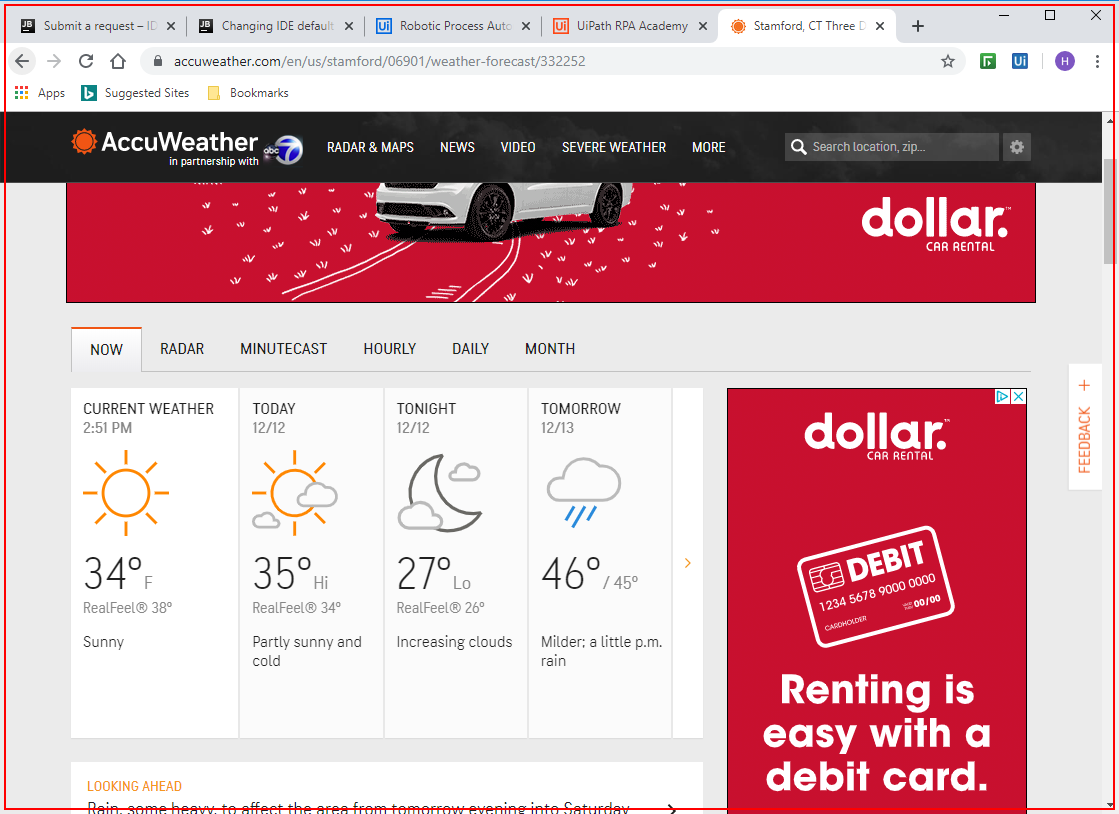 Submit a request – ID
Changing IDE default
Robotic Process Auto
UiPath RPA Academy
Stamford, CT Three D
accuweather.com/en/us/stamford/06901/weather-forecast/332252
Ui
H
Apps
Suggested Sites
Bookmarks
AccuWeather
in partnership with
abc 7
RADAR & MAPS
NEWS
VIDEO
SEVERE WEATHER
MORE
Search location, zip...
dollar.™
CAR RENTAL
NOW
RADAR
MINUTECAST
HOURLY
DAILY
MONTH
CURRENT WEATHER
2:51 PM
34° F
RealFeel® 38°
Sunny
TODAY
12/12
35° Hi
RealFeel® 34°
Partly sunny and
cold
TONIGHT
12/12
27° Lo
RealFeel® 26°
Increasing clouds
TOMORROW
12/13
46° / 45°
Milder; a little p.m.
rain
dollar.™
CAR RENTAL
DEBIT
1234 5678 9000 0000
00/00
CARDHOLDER
Renting is
easy with a
debit card.
FEEDBACK +
LOOKING AHEAD
Rain, some heavy, to affect the area from tomorrow evening into Saturday